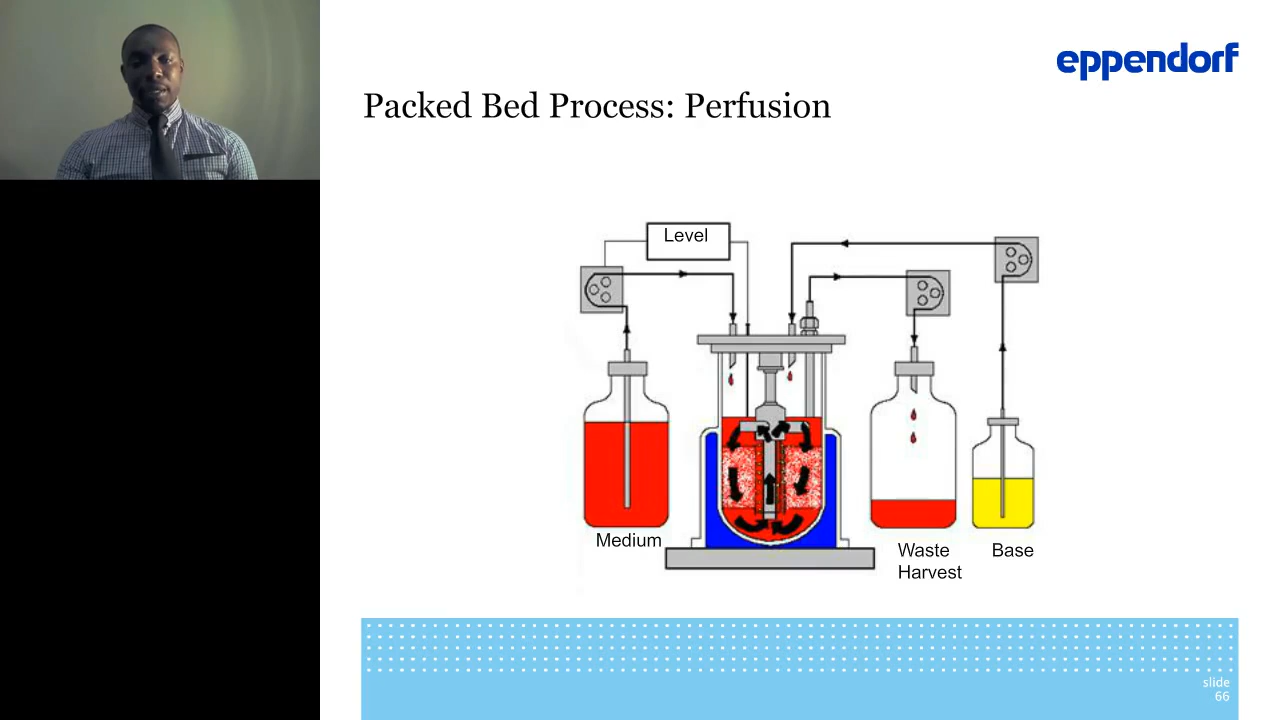 eppendorf
Packed Bed Process: Perfusion
Level
Medium
Waste
Harvest
Base
slide
66